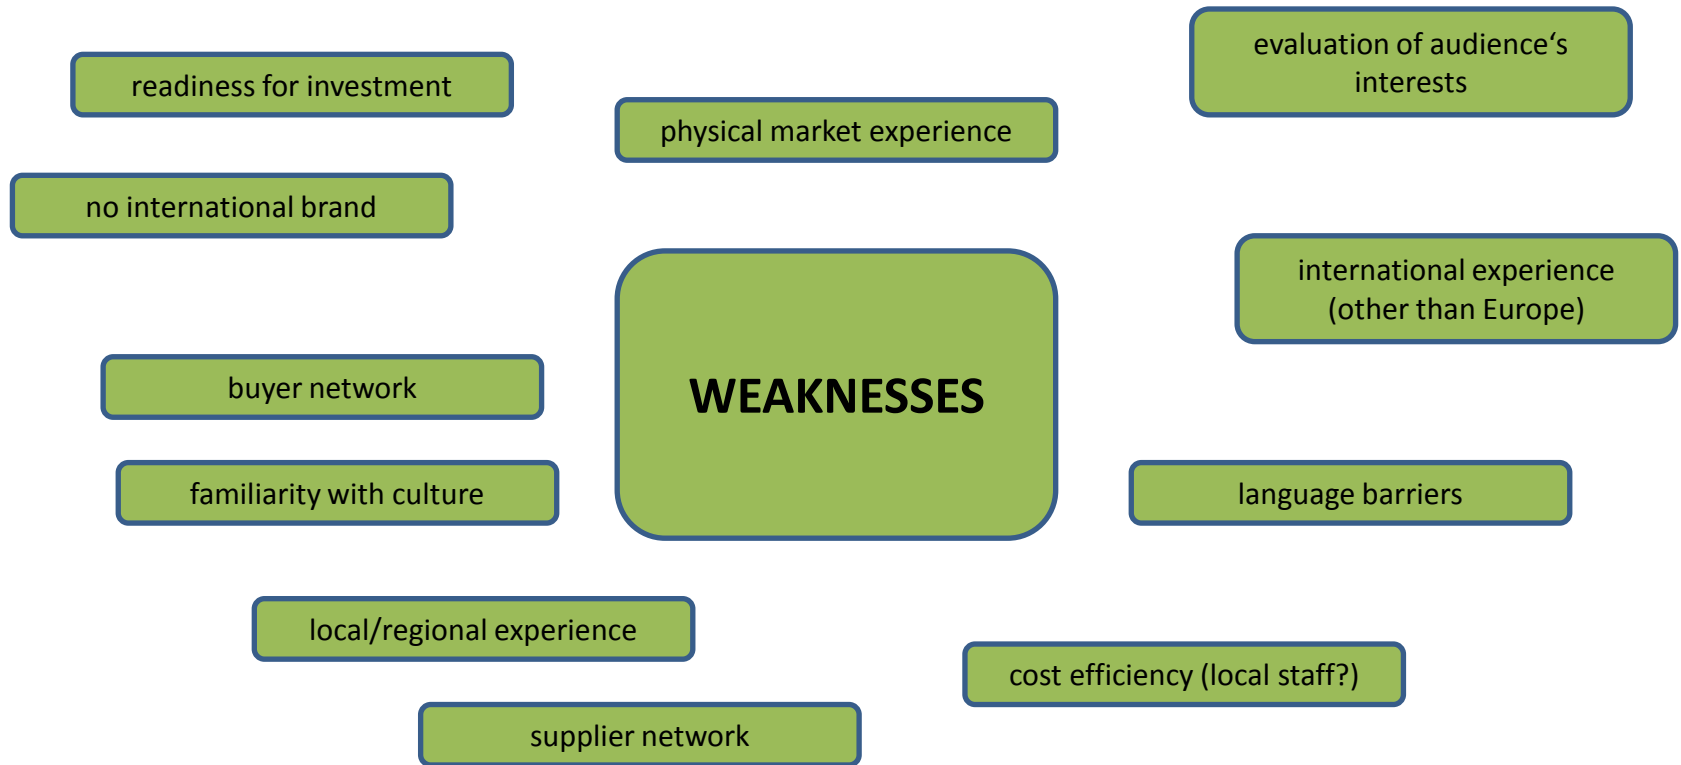 evaluation of audience‘s
interests
readiness for investment
physical market experience
no international brand
international experience
(other than Europe)
buyer network
WEAKNESSES
familiarity with culture
language barriers
local/regional experience
cost efficiency (local staff?)
supplier network